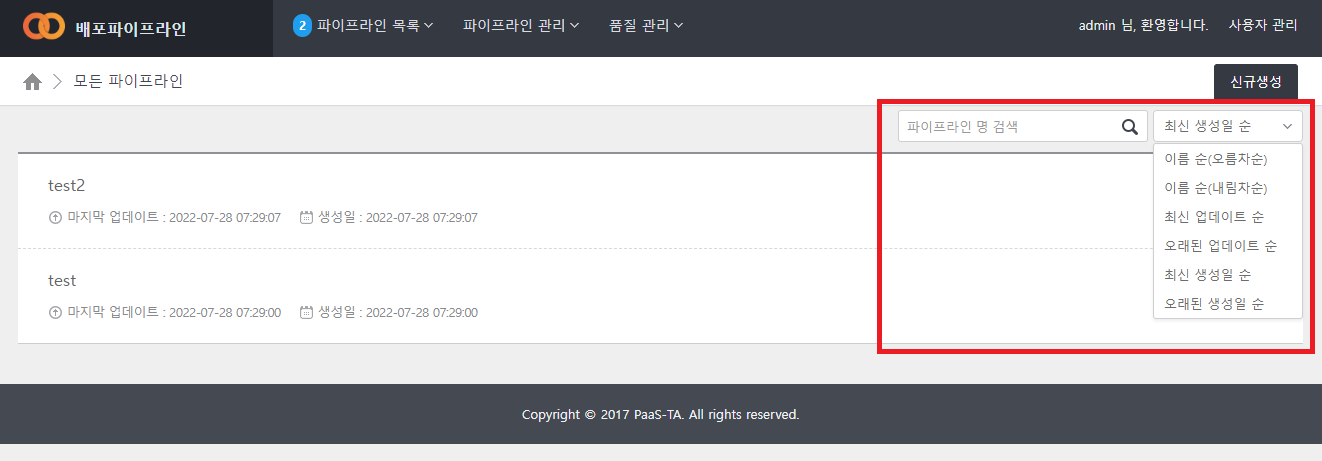 배포파이프라인 2 파이프라인 목록 파이프라인 관리 품질 관리 admin 님, 환영합니다. 사용자 관리
모든 파이프라인 신규생성
파이프라인 명 검색 최신 생성일 순
이름 순(오름차순)
이름 순(내림차순)
최신 업데이트 순
오래된 업데이트 순
최신 생성일 순
오래된 생성일 순
test2
마지막 업데이트 : 2022-07-28 07:29:07 생성일 : 2022-07-28 07:29:07
test
마지막 업데이트 : 2022-07-28 07:29:00 생성일 : 2022-07-28 07:29:00
Copyright © 2017 PaaS-TA. All rights reserved.